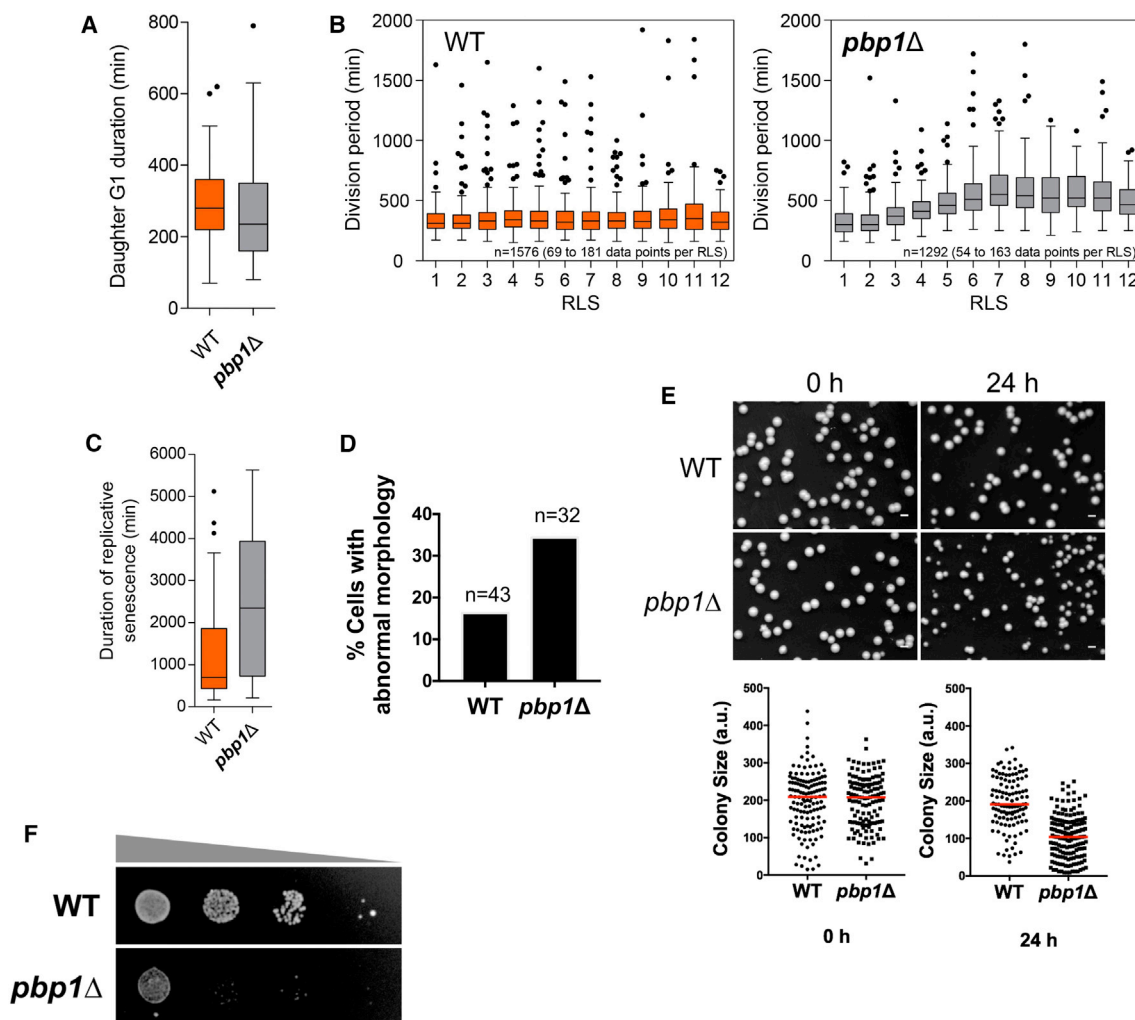 A
Daughter G1 duration (min)
800
600
400
200
0
WT
pbp1Δ
B
Division period (min)
2000
1500
1000
500
0
WT
n=1576 (69 to 181 data points per RLS)
1 2 3 4 5 6 7 8 9 10 11 12
RLS
Division period (min)
2000
1500
1000
500
0
pbp1Δ
n=1292 (54 to 163 data points per RLS)
1 2 3 4 5 6 7 8 9 10 11 12
RLS
C
Duration of replicative
senescence (min)
6000
5000
4000
3000
2000
1000
0
WT
pbp1Δ
D
% Cells with
abnormal morphology
40
30
20
10
0
n=43
n=32
WT pbp1Δ
E
0 h 24 h
WT
pbp1Δ
Colony Size (a.u.)
500
400
300
200
100
0
WT pbp1Δ
0 h
Colony Size (a.u.)
500
400
300
200
100
0
WT pbp1Δ
24 h
F
WT
pbp1Δ